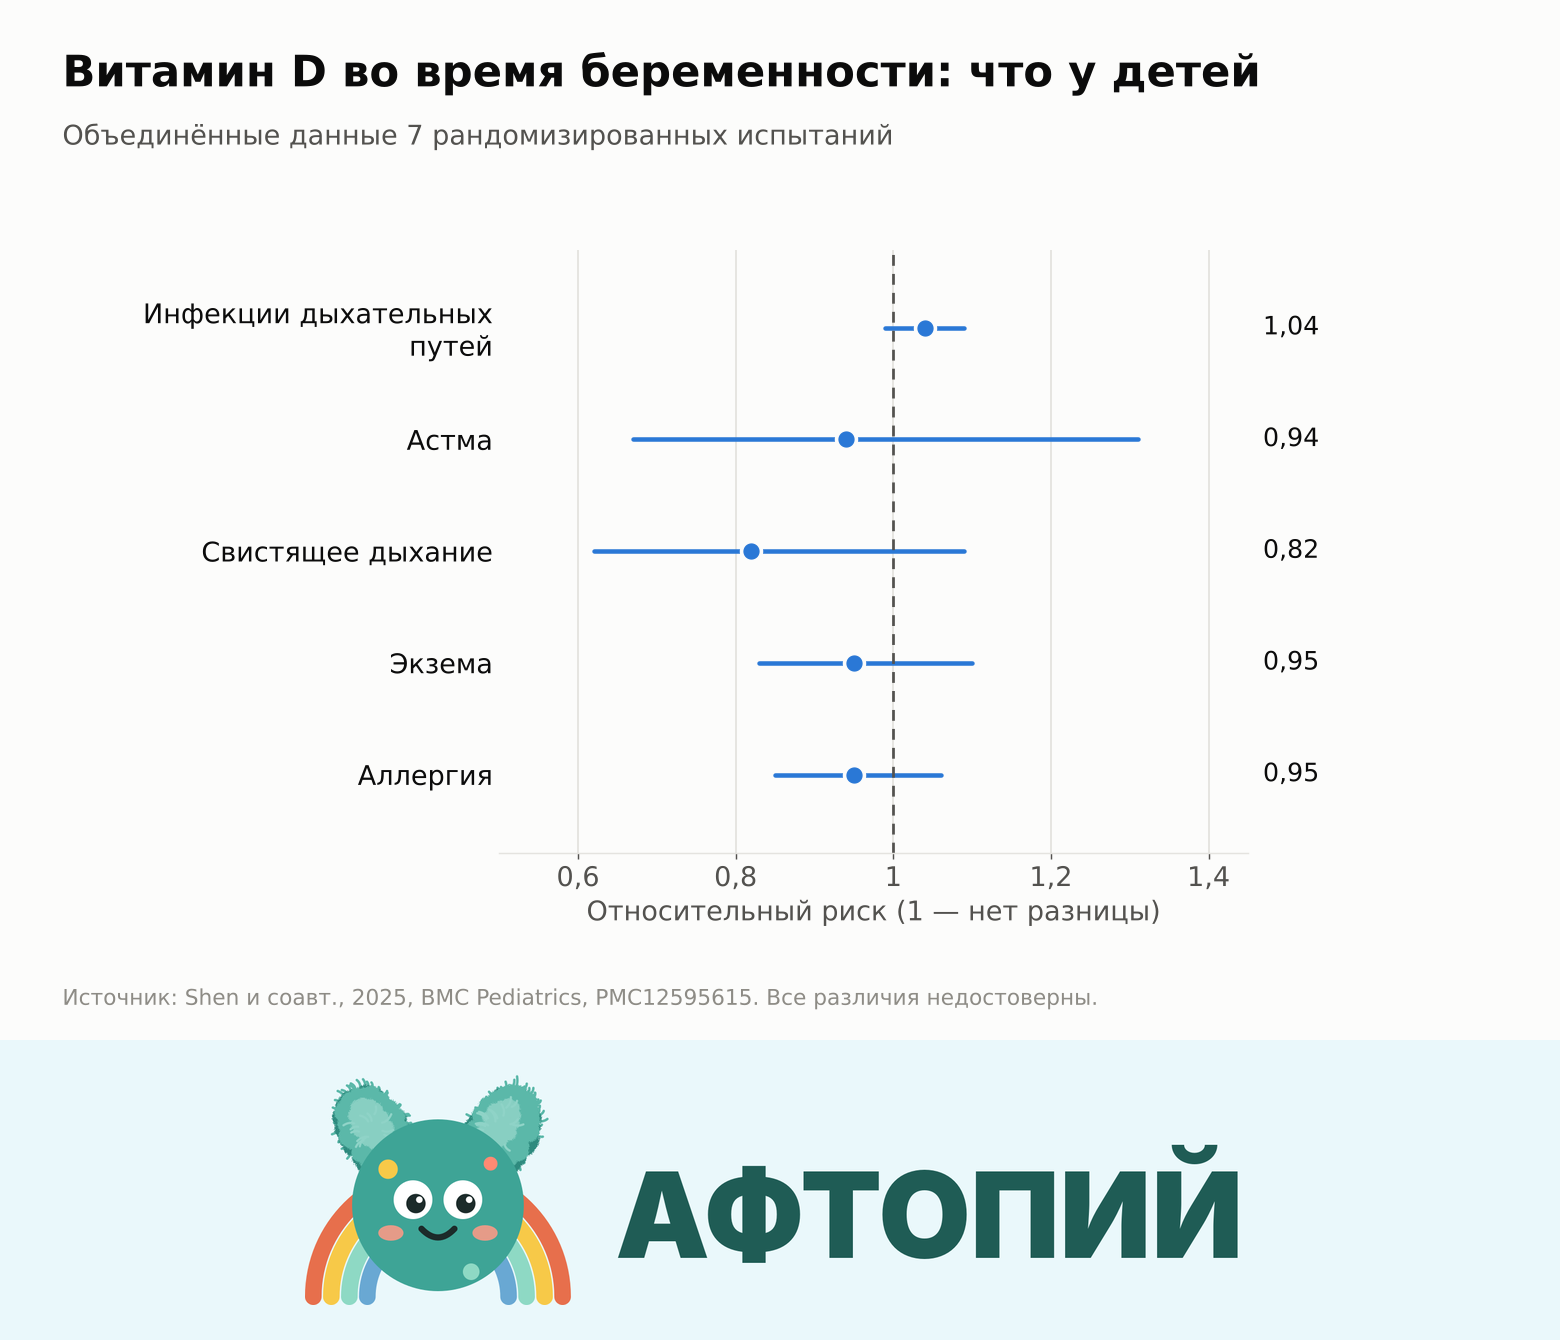 Витамин D во время беременности: что у детей
Объединённые данные 7 рандомизированных испытаний
Инфекции дыхательных
путей
1,04
Астма
0,94
Свистящее дыхание
0,82
Экзема
0,95
Аллергия
0,95
0,6 0,8 1 1,2 1,4
Относительный риск (1 — нет разницы)
Источник: Shen и соавт., 2025, BMC Pediatrics, PMC12595615. Все различия недостоверны.
АФТОПИЙ